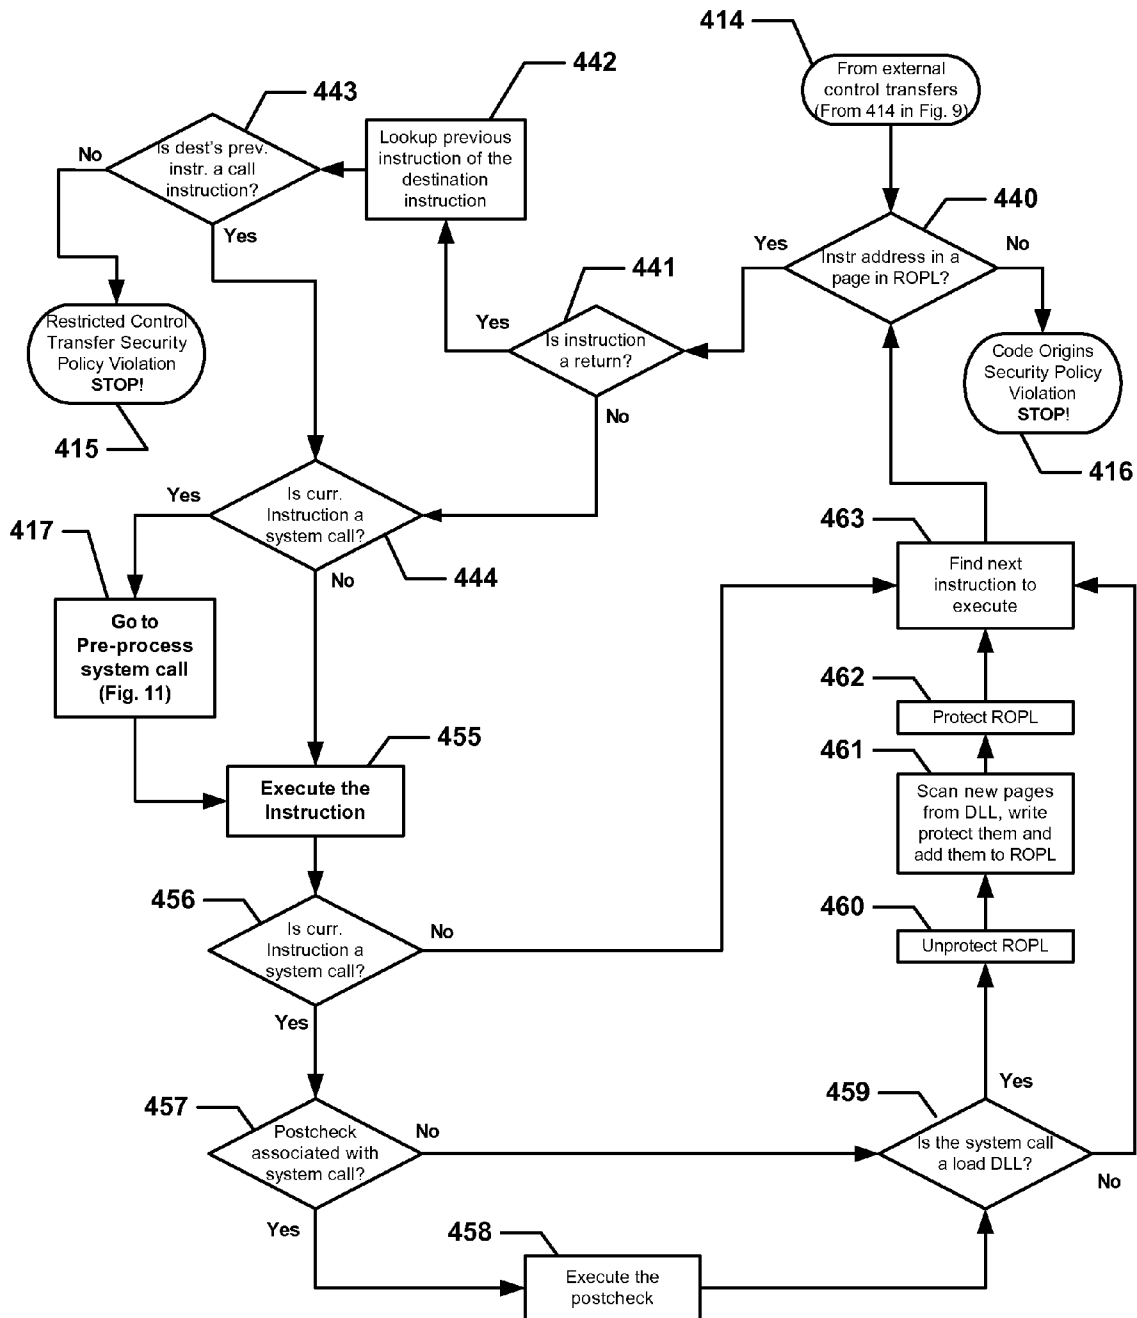 414
From external
control transfers
(From 414 in Fig. 9)
442
443
Lookup previous
instruction of the
destination
instruction
Is dest's prev.
instr. a call
instruction?
No
Yes
440
Instr address in a
page in ROPL?
Yes
No
441
Is instruction
a return?
Yes
No
Restricted Control
Transfer Security
Policy Violation
STOP!
415
Code Origins
Security Policy
Violation
STOP!
416
Is curr.
Instruction a
system call?
Yes
No
444
417
Go to
Pre-process
system call
(Fig. 11)
463
Find next
instruction to
execute
462
Protect ROPL
455
Execute the
Instruction
461
Scan new pages
from DLL, write
protect them and
add them to ROPL
456
Is curr.
Instruction a
system call?
No
Yes
460
Unprotect ROPL
457
Postcheck
associated with
system call?
No
Yes
459
Is the system call
a load DLL?
Yes
No
458
Execute the
postcheck